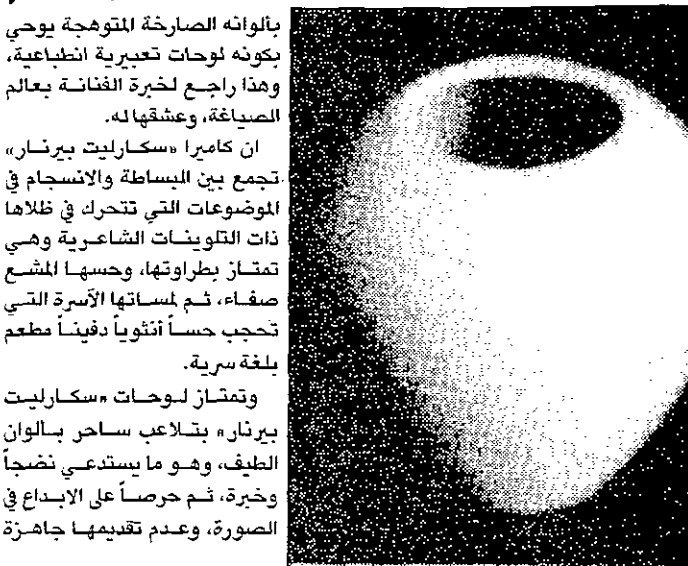 بألوانه الصارخة المتوهجة يوحي
بكونه لوحات تعبيرية انطباعية،
وهذا راجع لخبرة الفنانة بعالم
الصياغة، وعشقها له.
ان كاميرا «سكارليت بيرنار»
تجمع بين البساطة والانسجام في
الموضوعات التي تتحرك في ظلاها
ذات التلوينات الشاعرية وهي
تمتاز بطراوتها، وحسها المشع
صفاء، ثم لمساتها الآسرة التي
تحجب حساً أنثوياً دفيناً مطعم
بلغة سرية.
وتمتاز لوحات «سكارليت
بيرنار» بتلاعب ساحر بألوان
الطيف، وهو ما يستدعي نضجاً
وخبرة، ثم حرصاً على الابداع في
الصورة، وعدم تقديمها جاهزة